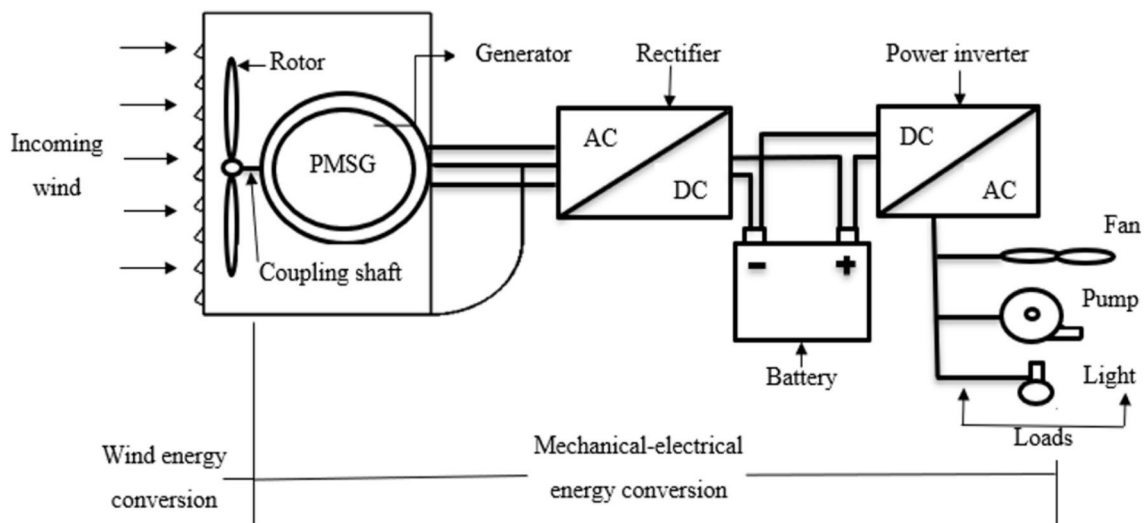 Rotor
Generator
Rectifier
Power inverter
Incoming
wind
PMSG
AC
DC
DC
AC
Coupling shaft
-
+
Battery
Fan
Pump
Light
Loads
Wind energy
conversion
Mechanical-electrical
energy conversion